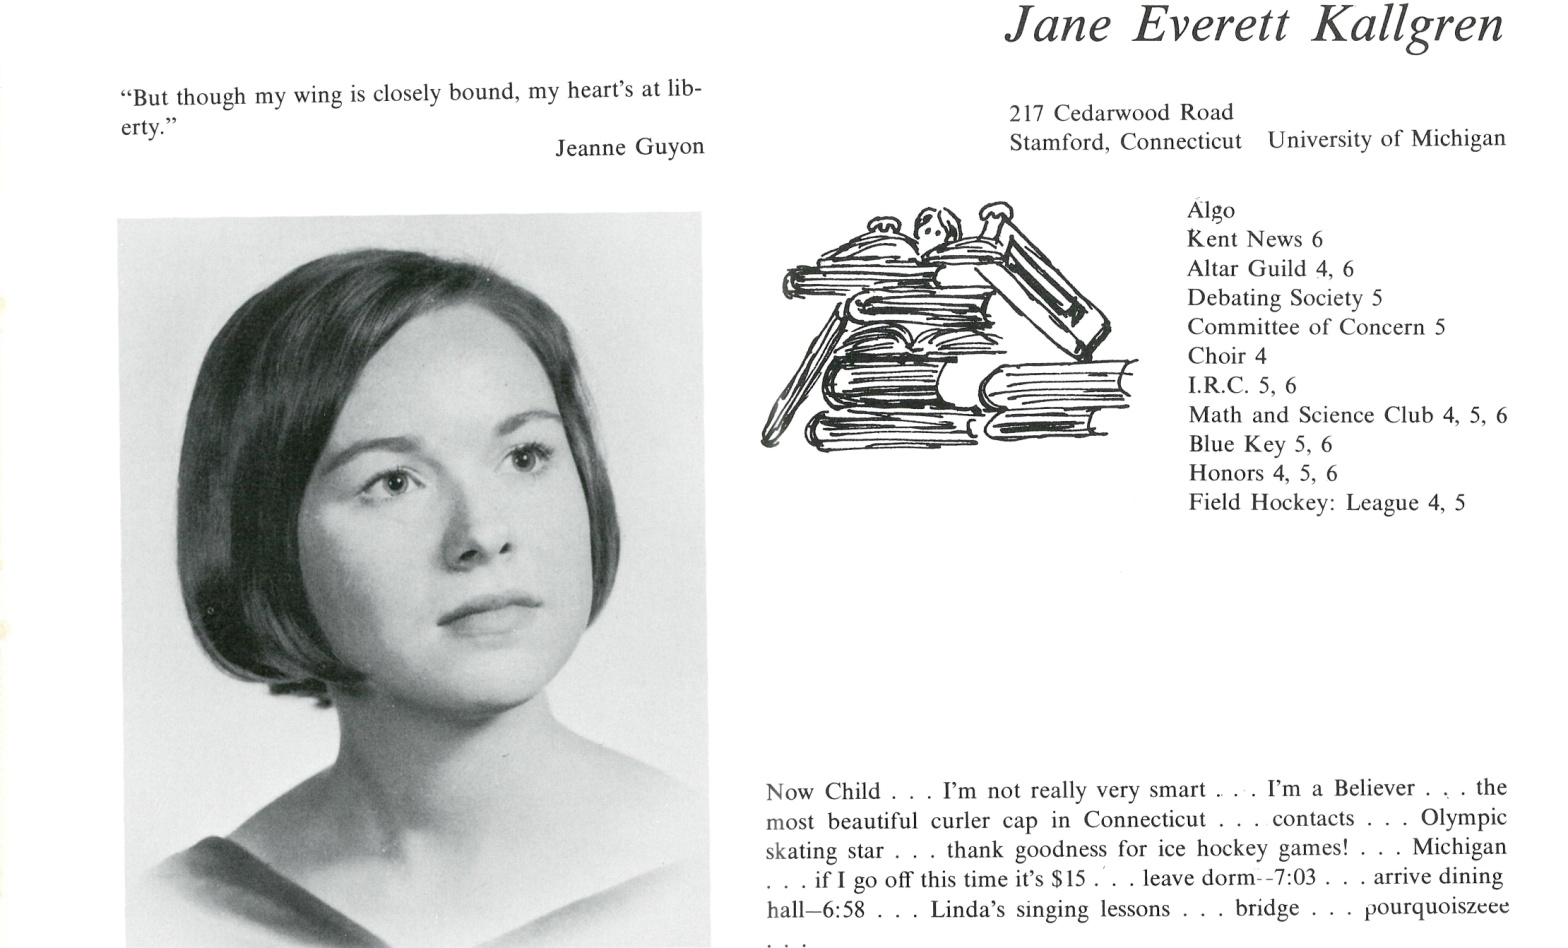 Jane Everett Kallgren
“But though my wing is closely bound, my heart’s at lib-
erty.”
Jeanne Guyon
217 Cedarwood Road
Stamford, Connecticut University of Michigan
Algo
Kent News 6
Altar Guild 4, 6
Debating Society 5
Committee of Concern 5
Choir 4
I.R.C. 5, 6
Math and Science Club 4, 5, 6
Blue Key 5, 6
Honors 4, 5, 6
Field Hockey: League 4, 5
Now Child . . . I’m not really very smart . . . I’m a Believer . . . the
most beautiful curler cap in Connecticut . . . contacts . . . Olympic
skating star . . . thank goodness for ice hockey games! . . . Michigan
. . . if I go off this time it’s $15 . . . leave dorm--7:03 . . . arrive dining
hall—6:58 . . . Linda’s singing lessons . . . bridge . . . pourquoiszeee
. . .